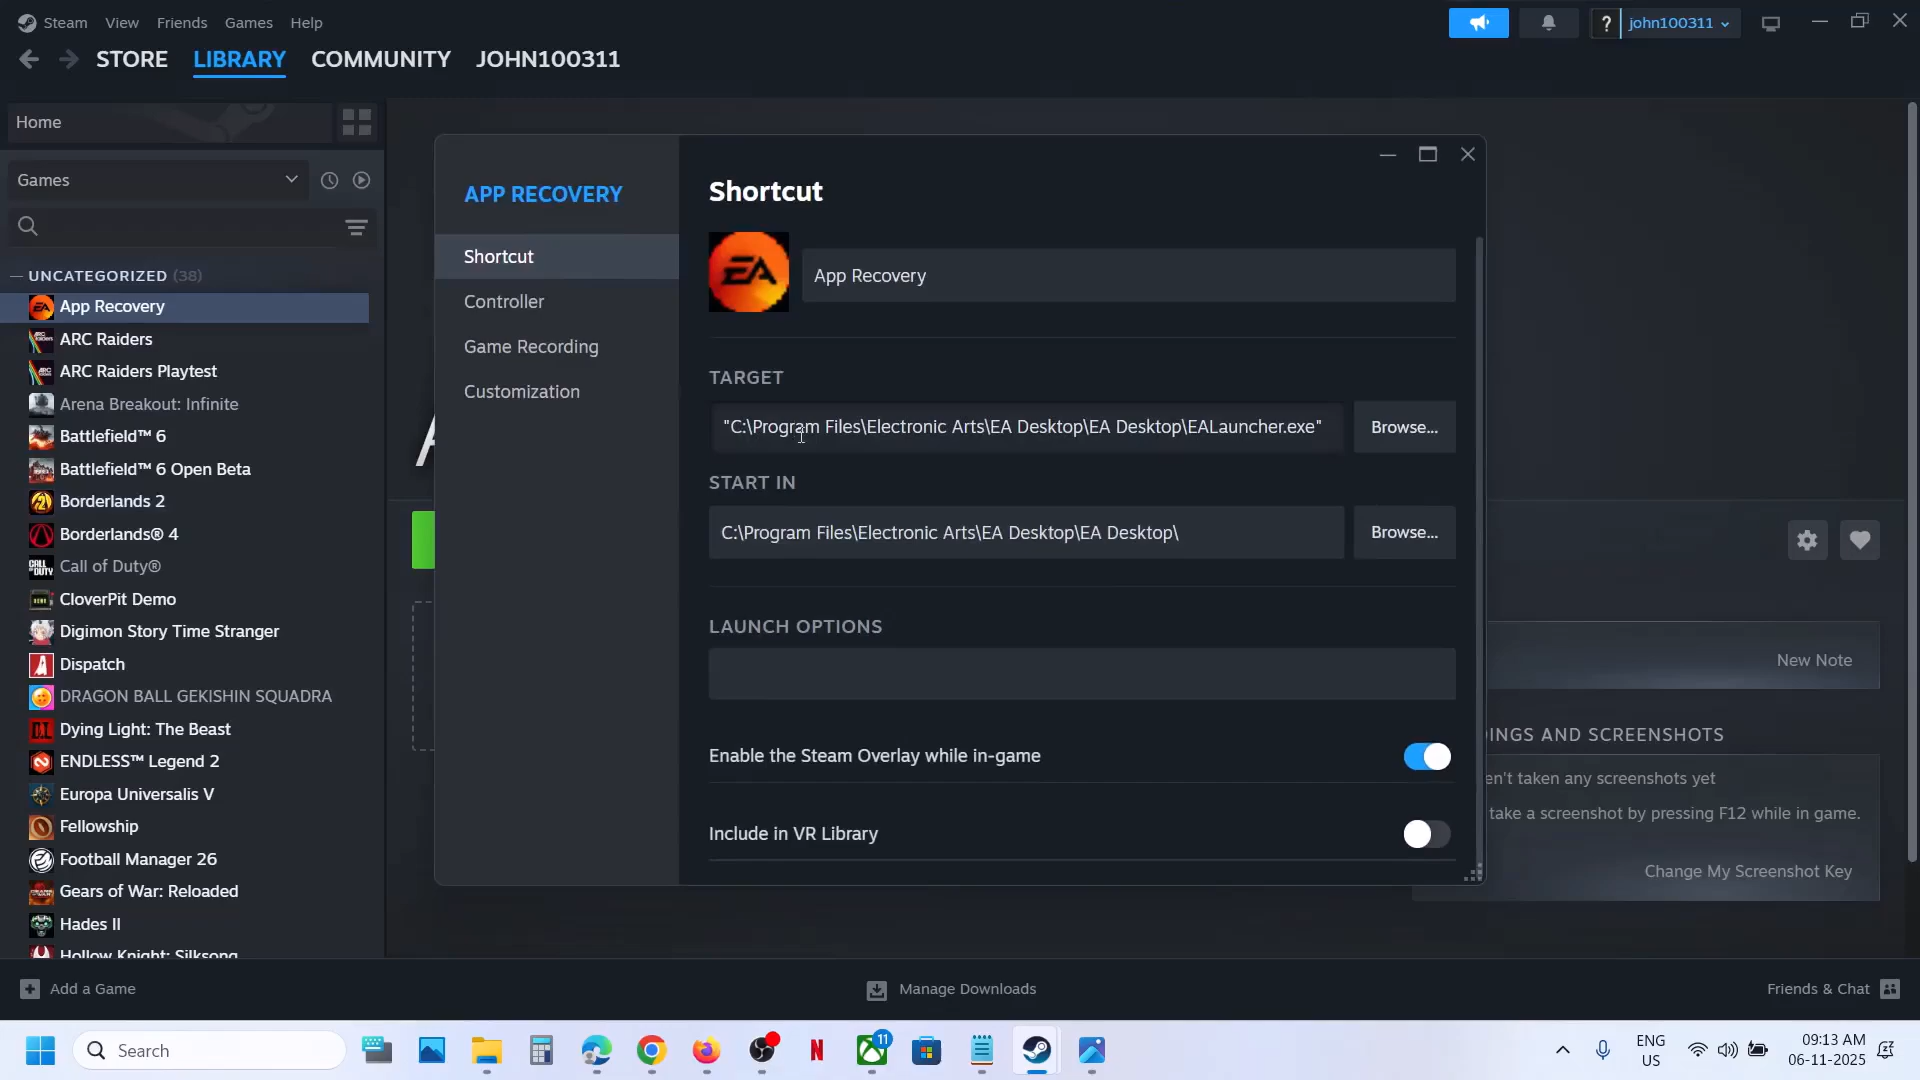 Steam View Friends Games Help
? john100311
STORE LIBRARY COMMUNITY JOHN100311
Home
Games
UNCATEGORIZED (38)
App Recovery
ARC Raiders
ARC Raiders Playtest
Arena Breakout: Infinite
Battlefield™ 6
Battlefield™ 6 Open Beta
Borderlands 2
Borderlands® 4
Call of Duty®
CloverPit Demo
Digimon Story Time Stranger
Dispatch
DRAGON BALL GEKISHIN SQUADRA
Dying Light: The Beast
ENDLESS™ Legend 2
Europa Universalis V
Fellowship
Football Manager 26
Gears of War: Reloaded
Hades II
Hollow Knight: Silksong
APP RECOVERY
Shortcut
Controller
Game Recording
Customization
Shortcut
App Recovery
TARGET
"C:\Program Files\Electronic Arts\EA Desktop\EA Desktop\EALauncher.exe"
Browse...
START IN
C:\Program Files\Electronic Arts\EA Desktop\EA Desktop\
Browse...
LAUNCH OPTIONS
Enable the Steam Overlay while in-game
Include in VR Library
New Note
INGS AND SCREENSHOTS
en't taken any screenshots yet
take a screenshot by pressing F12 while in game.
Change My Screenshot Key
Add a Game
Manage Downloads
Friends & Chat
Search
11
ENG
US
09:13 AM
06-11-2025